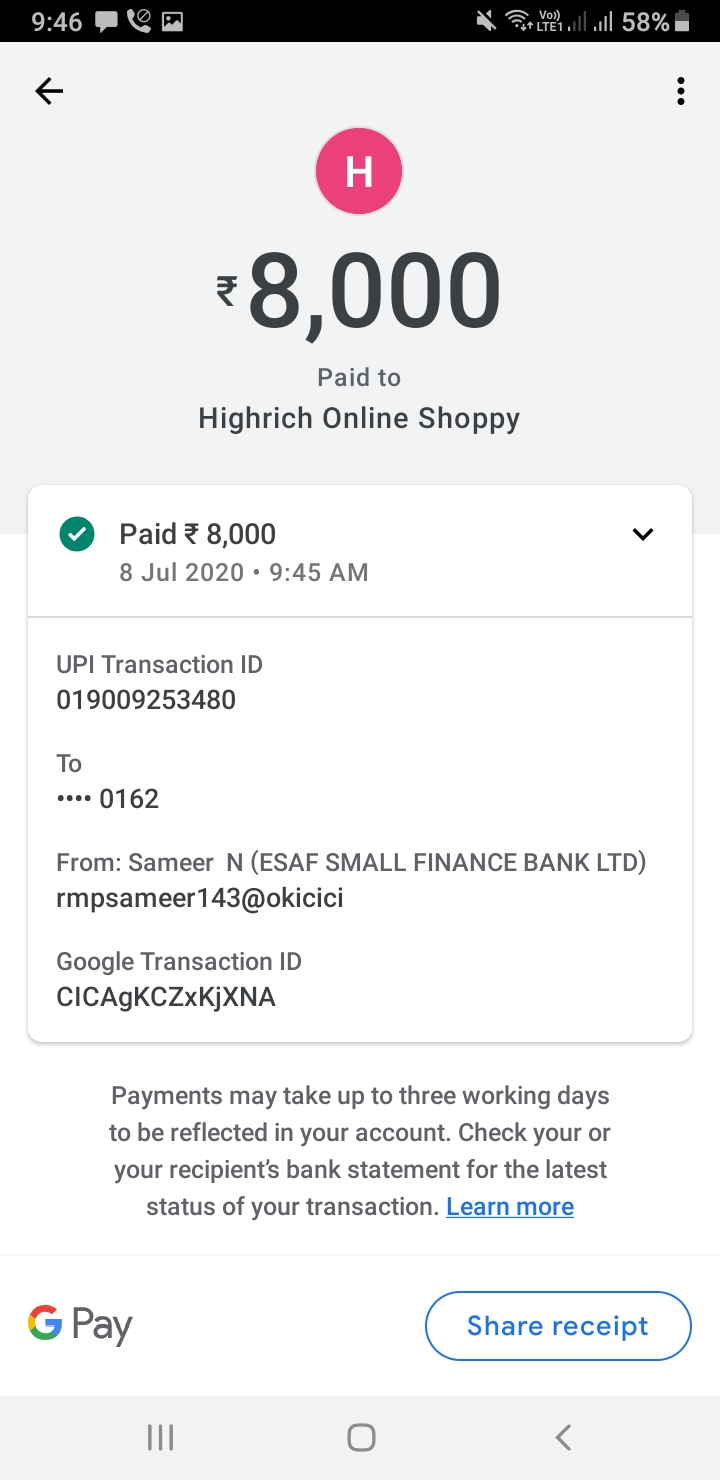 9:46 Vo)) LTE1 58%
H
₹8,000
Paid to
Highrich Online Shoppy
Paid ₹ 8,000
8 Jul 2020 • 9:45 AM
UPI Transaction ID
019009253480
To
•••• 0162
From: Sameer  N (ESAF SMALL FINANCE BANK LTD)
rmpsameer143@okicici
Google Transaction ID
CICAgKCZxKjXNA
Payments may take up to three working days
to be reflected in your account. Check your or
your recipient's bank statement for the latest
status of your transaction. Learn more
G Pay
Share receipt